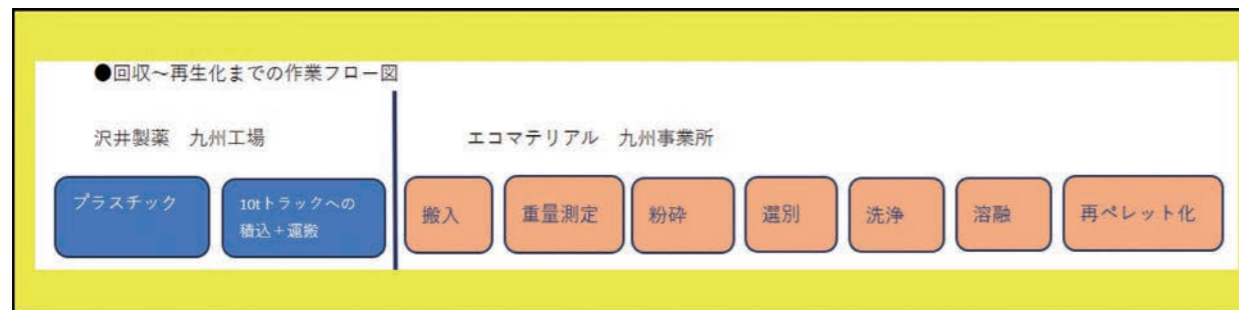 ●回収～再生化までの作業フロー図
沢井製薬　九州工場
エコマテリアル　九州事業所
プラスチック
10tトラックへの
積込+運搬
搬入
重量測定
粉砕
選別
洗浄
溶融
再ペレット化